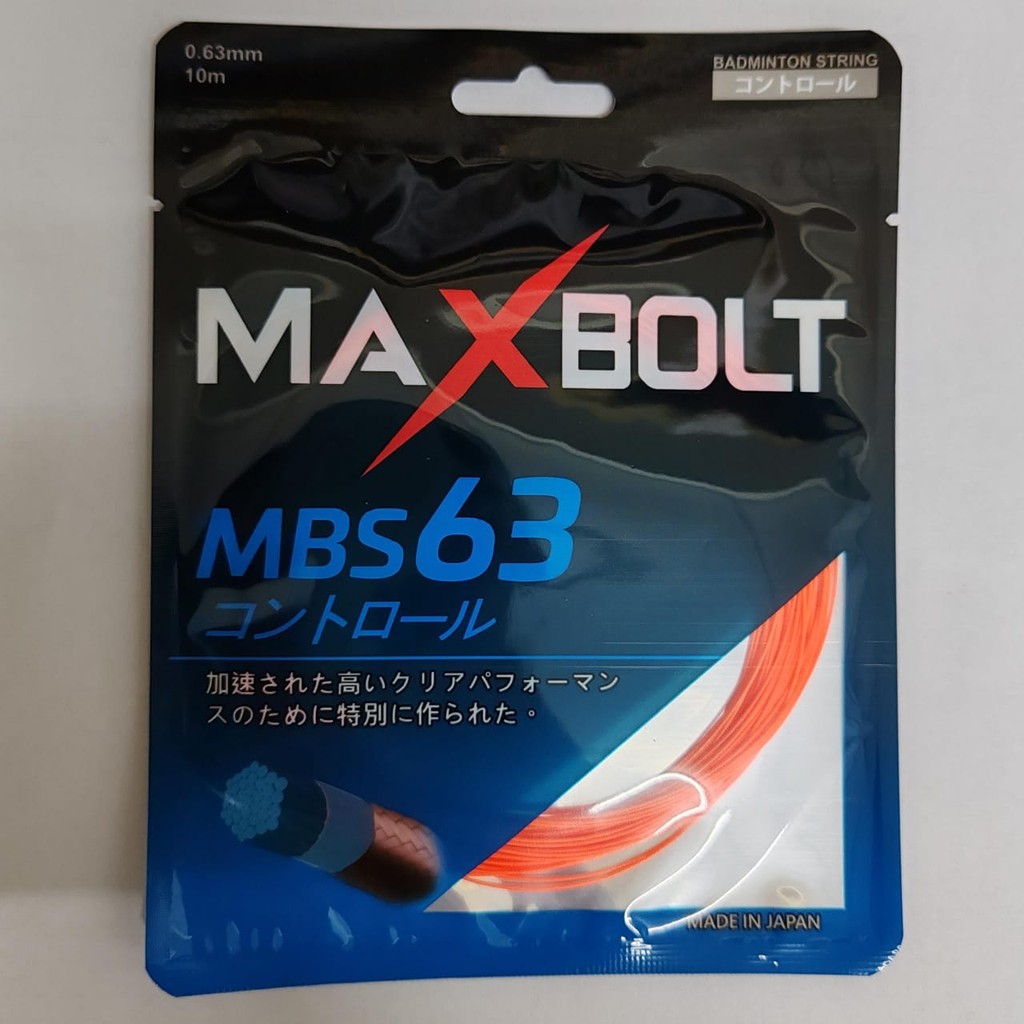 0.63mm
10m
BADMINTON STRING
コントロール
MAXBOLT
MBS63
コントロール
加速された高いクリアパフォーマン
スのために特別に作られた。
MADE IN JAPAN